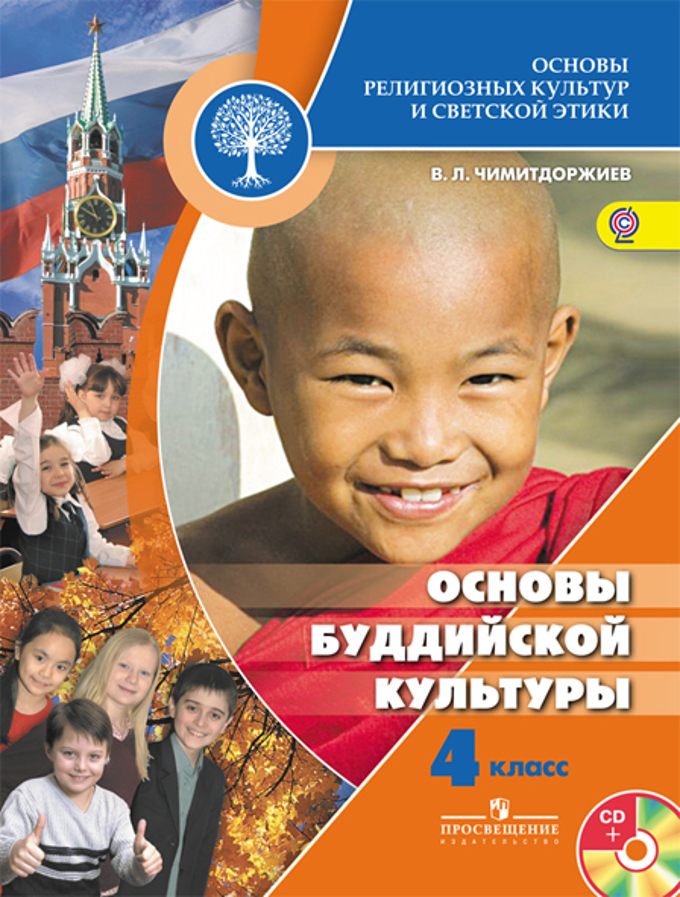 ОСНОВЫ
РЕЛИГИОЗНЫХ КУЛЬТУР
И СВЕТСКОЙ ЭТИКИ
В. Л. ЧИМИТДОРЖИЕВ
ОСНОВЫ
БУДДИЙСКОЙ
КУЛЬТУРЫ
4 класс
ПРОСВЕЩЕНИЕ
ИЗДАТЕЛЬСТВО
CD
+